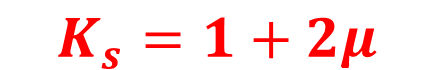 Kₛ = 1 + 2μ